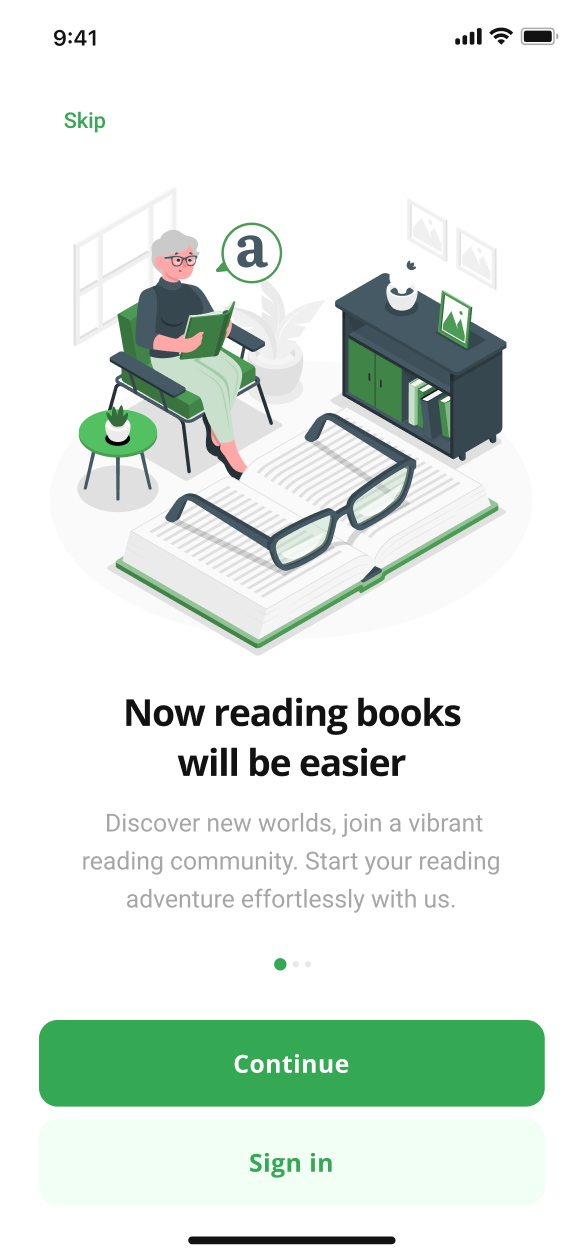 9:41
Skip
a
Now reading books
will be easier
Discover new worlds, join a vibrant
reading community. Start your reading
adventure effortlessly with us.
Continue
Sign in